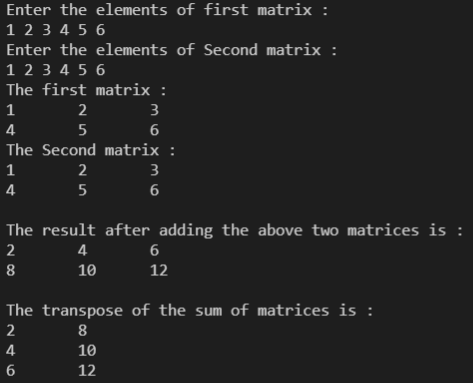 Enter the elements of first matrix :
1 2 3 4 5 6
Enter the elements of Second matrix :
1 2 3 4 5 6
The first matrix :
1 2 3
4 5 6
The Second matrix :
1 2 3
4 5 6
The result after adding the above two matrices is :
2 4 6
8 10 12
The transpose of the sum of matrices is :
2 8
4 10
6 12